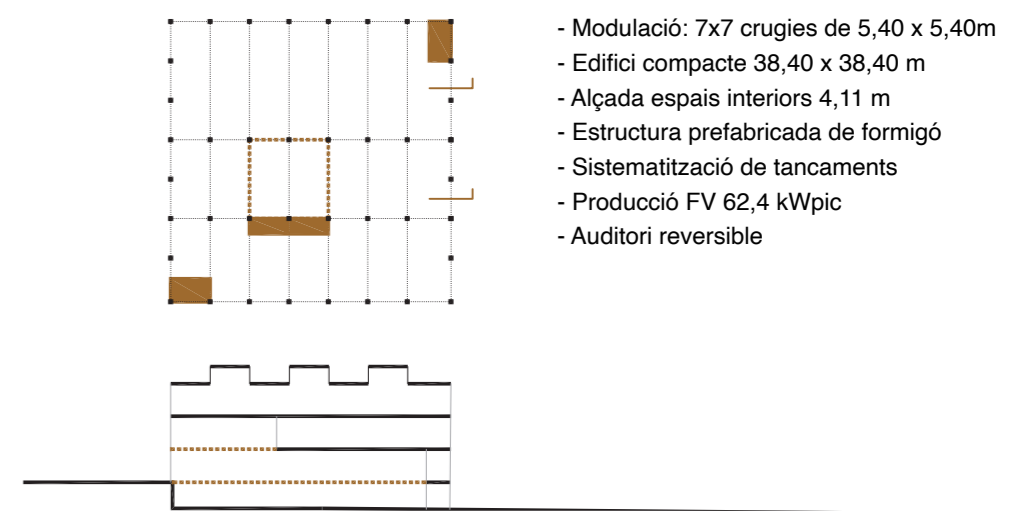 - Modulació: 7x7 crugies de 5,40 x 5,40m
- Edifici compacte 38,40 x 38,40 m
- Alçada espais interiors 4,11 m
- Estructura prefabricada de formigó
- Sistematització de tancaments
- Producció FV 62,4 kWpic
- Auditori reversible